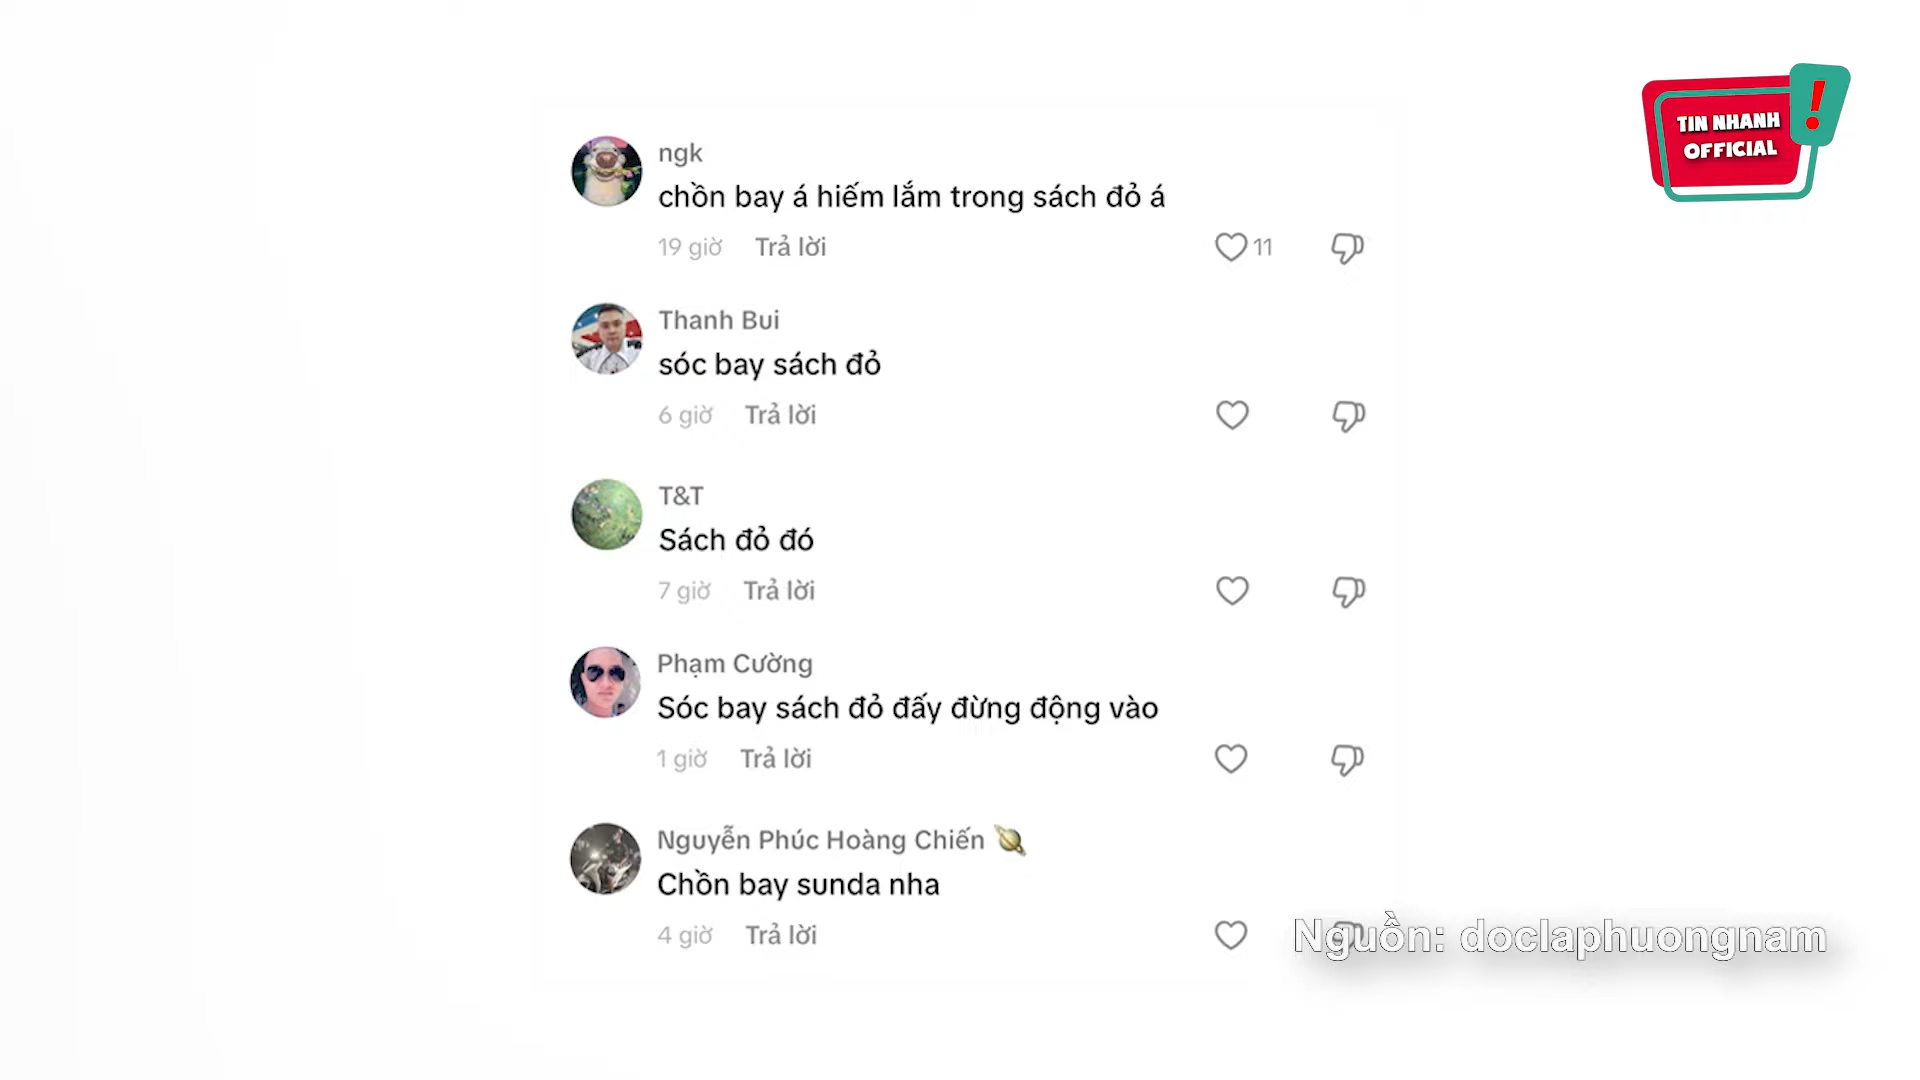 TIN NHANH
OFFICIAL
ngk
chồn bay á hiếm lắm trong sách đỏ á
19 giờ Trả lời 11
Thanh Bui
sóc bay sách đỏ
6 giờ Trả lời
T&T
Sách đỏ đó
7 giờ Trả lời
Phạm Cường
Sóc bay sách đỏ đấy đừng động vào
1 giờ Trả lời
Nguyễn Phúc Hoàng Chiến 🪐
Chồn bay sunda nha
4 giờ Trả lời
Nguồn: doclaphuongnam